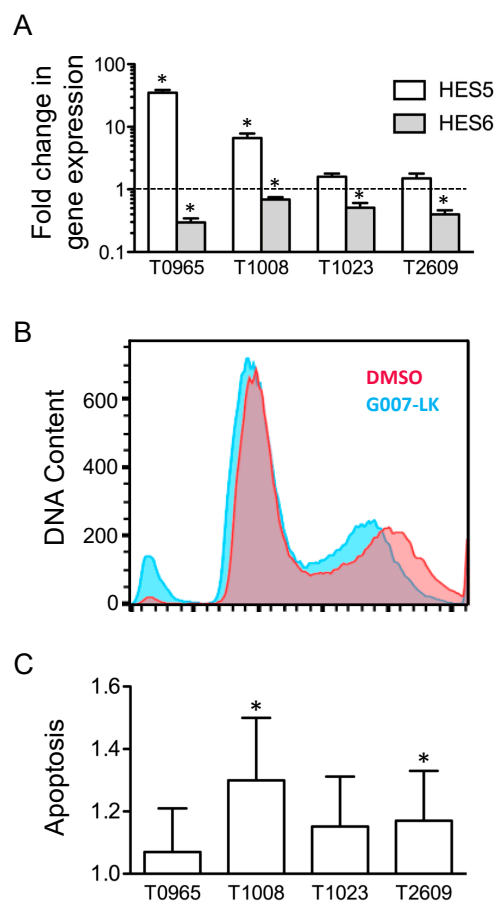 A
Fold change in
gene expression
100
10
1
0.1
HES5
HES6
*
*
*
*
*
*
T0965 T1008 T1023 T2609
B
DNA Content
600
400
200
0
DMSO
G007-LK
C
Apoptosis
1.6
1.4
1.2
1.0
*
*
T0965 T1008 T1023 T2609